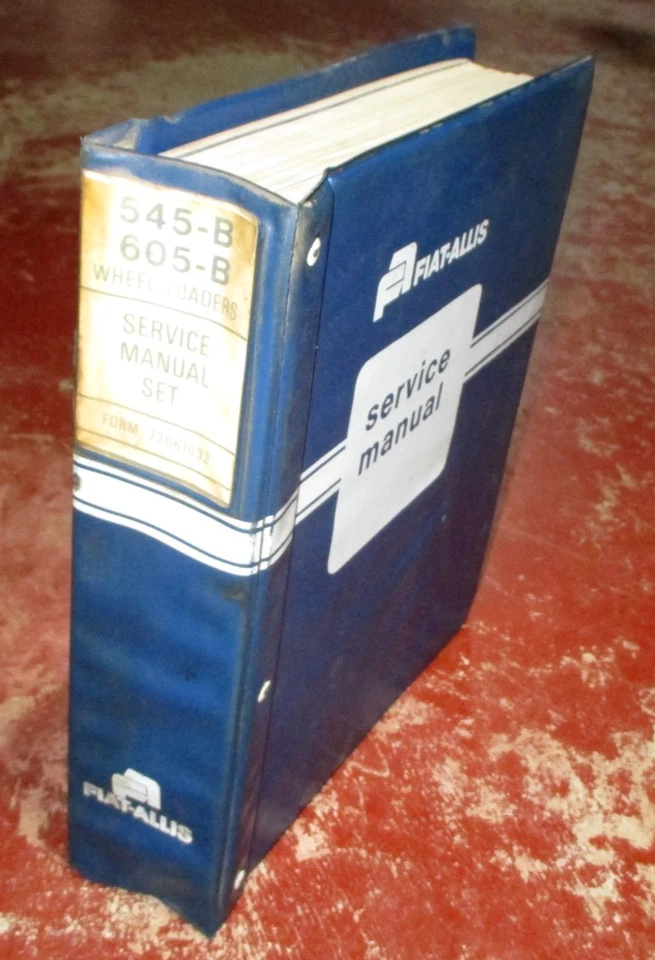 545-B
605-B
WHEEL LOADERS
SERVICE
MANUAL
SET
FORM 73061032
FIAT-ALLIS
FIAT-ALLIS
service
manual